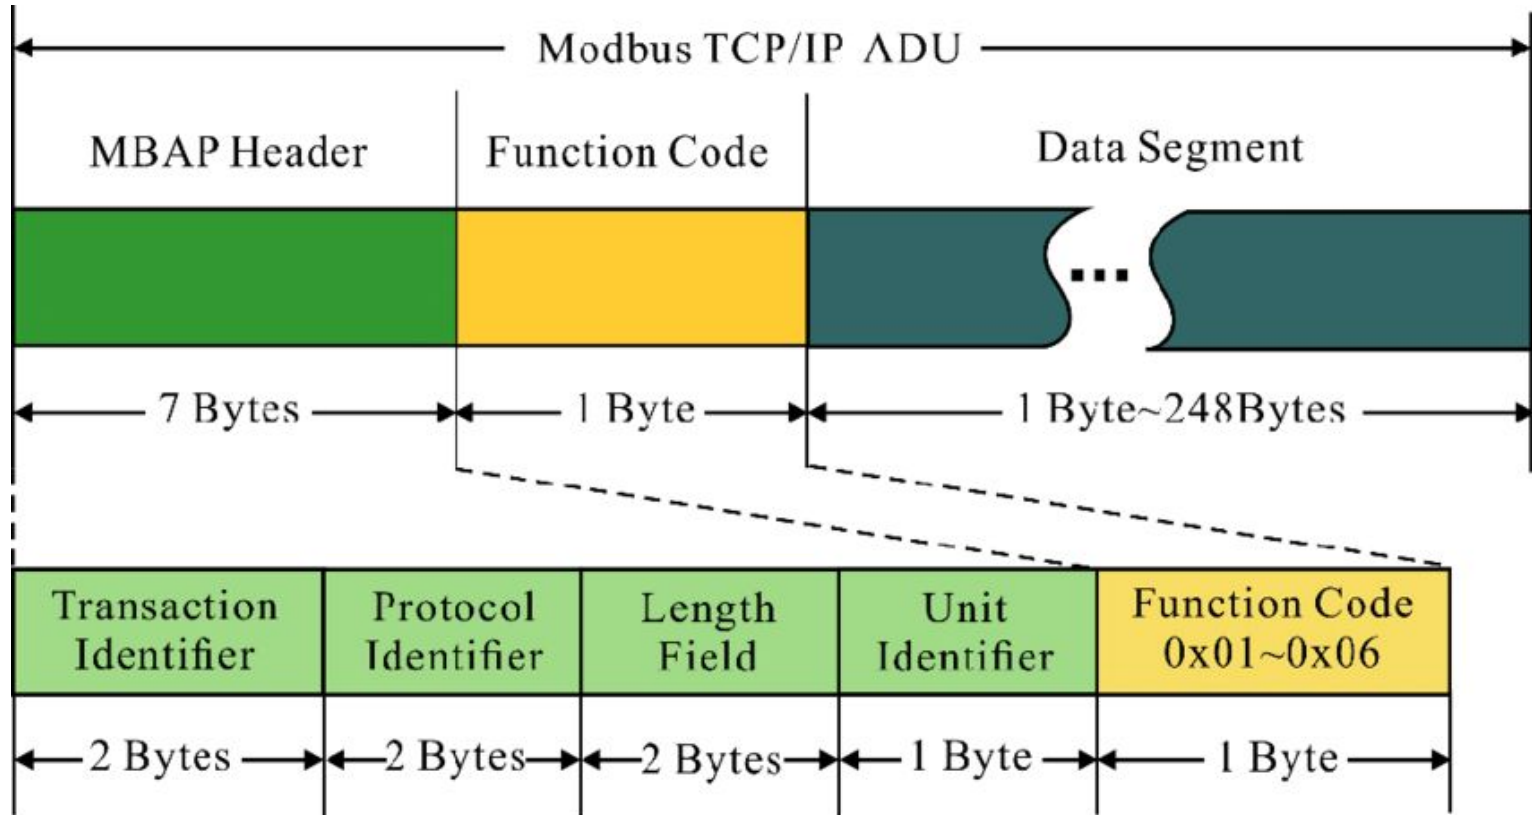 Modbus TCP/IP ADU
MBAP Header
Function Code
Data Segment
7 Bytes
1 Byte
1 Byte~248Bytes
Transaction
Identifier
Protocol
Identifier
Length
Field
Unit
Identifier
Function Code
0x01~0x06
2 Bytes
2 Bytes
2 Bytes
1 Byte
1 Byte